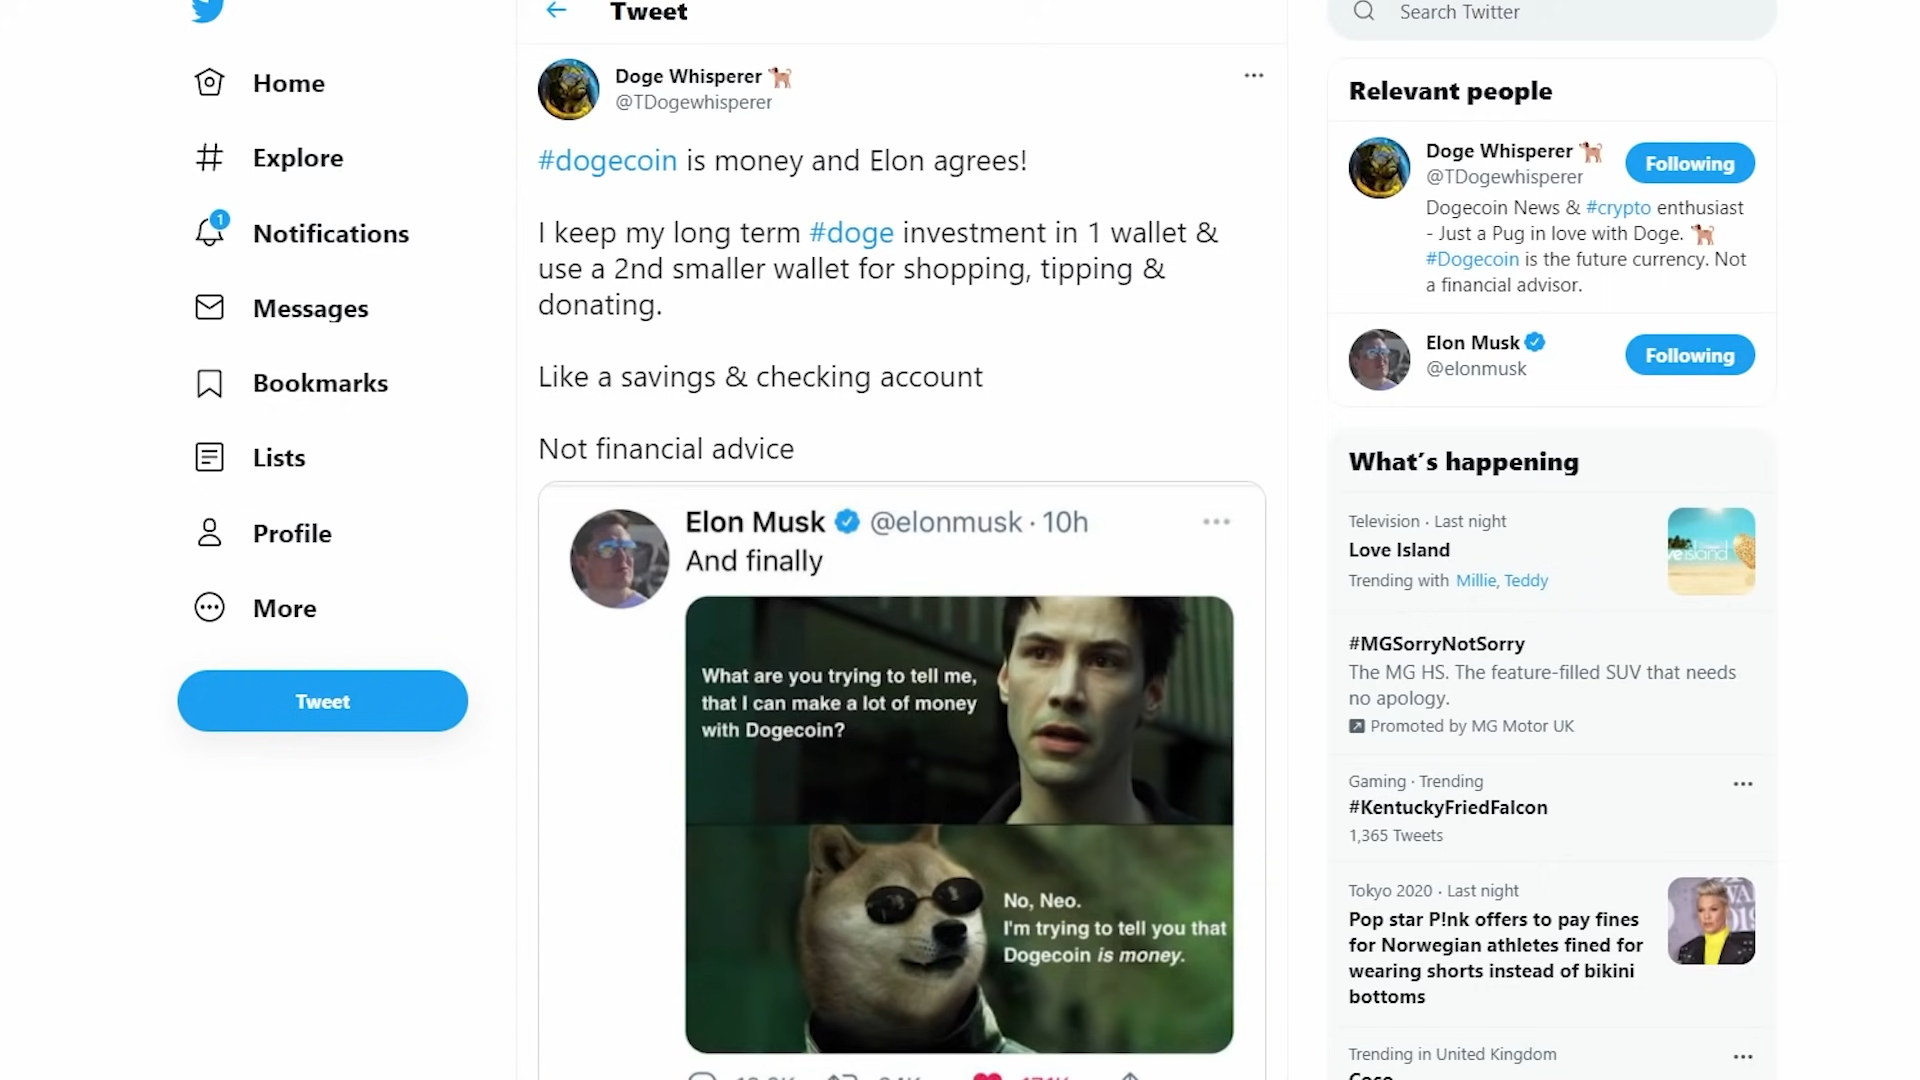 Home
Explore
1
Notifications
Messages
Bookmarks
Lists
Profile
More
Tweet
Tweet
Doge Whisperer
@TDogewhisperer
#dogecoin is money and Elon agrees!
I keep my long term #doge investment in 1 wallet &
use a 2nd smaller wallet for shopping, tipping &
donating.
Like a savings & checking account
Not financial advice
Elon Musk @elonmusk · 10h
And finally
What are you trying to tell me,
that I can make a lot of money
with Dogecoin?
No, Neo.
I'm trying to tell you that
Dogecoin is money.
Search Twitter
Relevant people
Doge Whisperer
@TDogewhisperer
Following
Dogecoin News & #crypto enthusiast
- Just a Pug in love with Doge.
#Dogecoin is the future currency. Not
a financial advisor.
Elon Musk
@elonmusk
Following
What's happening
Television · Last night
Love Island
Trending with Millie, Teddy
island
#MGSorryNotSorry
The MG HS. The feature-filled SUV that needs
no apology.
Promoted by MG Motor UK
Gaming · Trending
#KentuckyFriedFalcon
1,365 Tweets
Tokyo 2020 · Last night
Pop star P!nk offers to pay fines
for Norwegian athletes fined for
wearing shorts instead of bikini
bottoms
Trending in United Kingdom